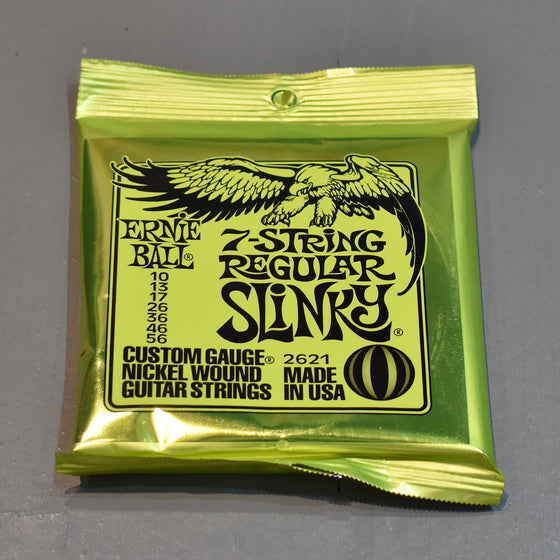 ERNIE
BALL®
10
13
17
26
36
46
56
7-STRING
REGULAR
SLINKY®
CUSTOM GAUGE®
NICKEL WOUND
GUITAR STRINGS
2621
MADE
IN USA